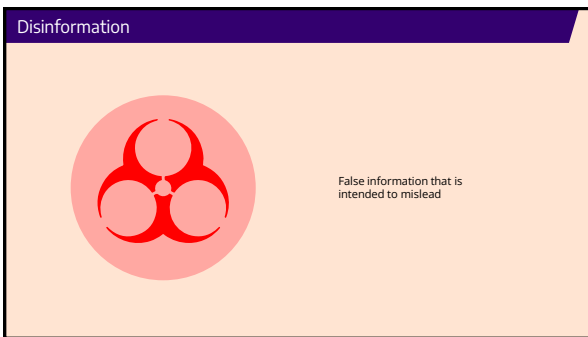 Disinformation
False information that is
intended to mislead